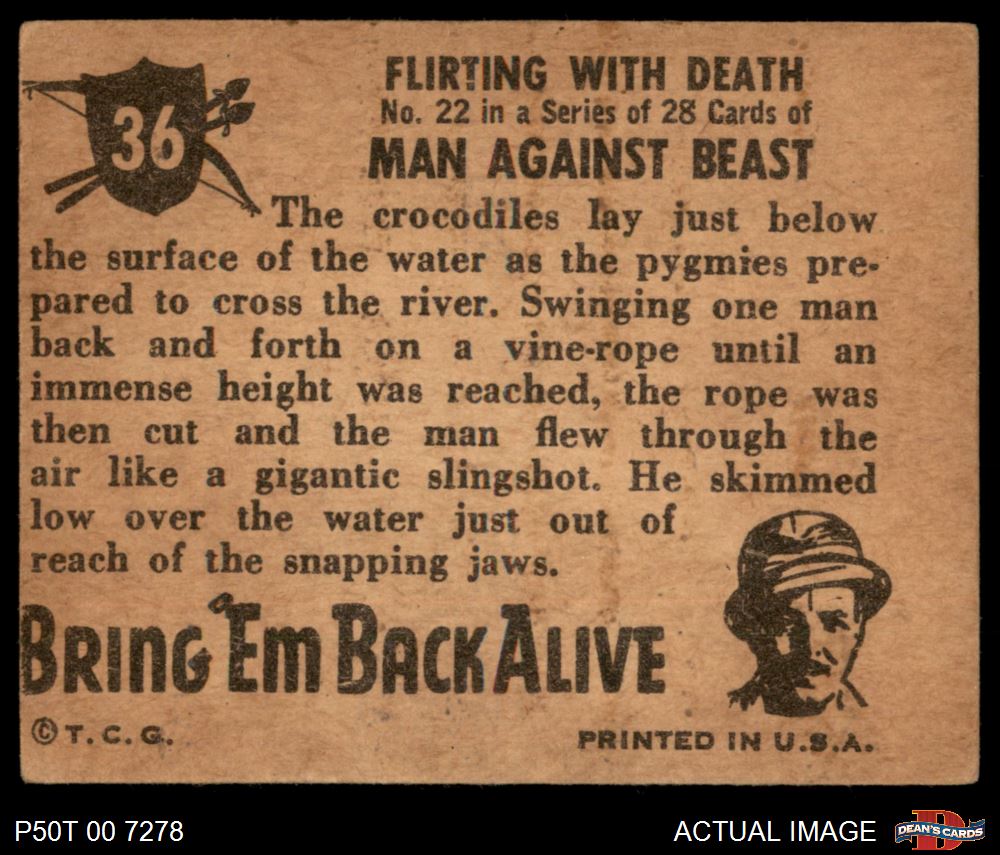 36
FLIRTING WITH DEATH
No. 22 in a Series of 28 Cards of
MAN AGAINST BEAST
The crocodiles lay just below
the surface of the water as the pygmies pre-
pared to cross the river. Swinging one man
back and forth on a vine-rope until an
immense height was reached, the rope was
then cut and the man flew through the
air like a gigantic slingshot. He skimmed
low over the water just out of
reach of the snapping jaws.
BRING 'EM BACK ALIVE
© T. C. G.
PRINTED IN U.S.A.
P50T 00 7278
ACTUAL IMAGE
D
DEAN'S CARDS